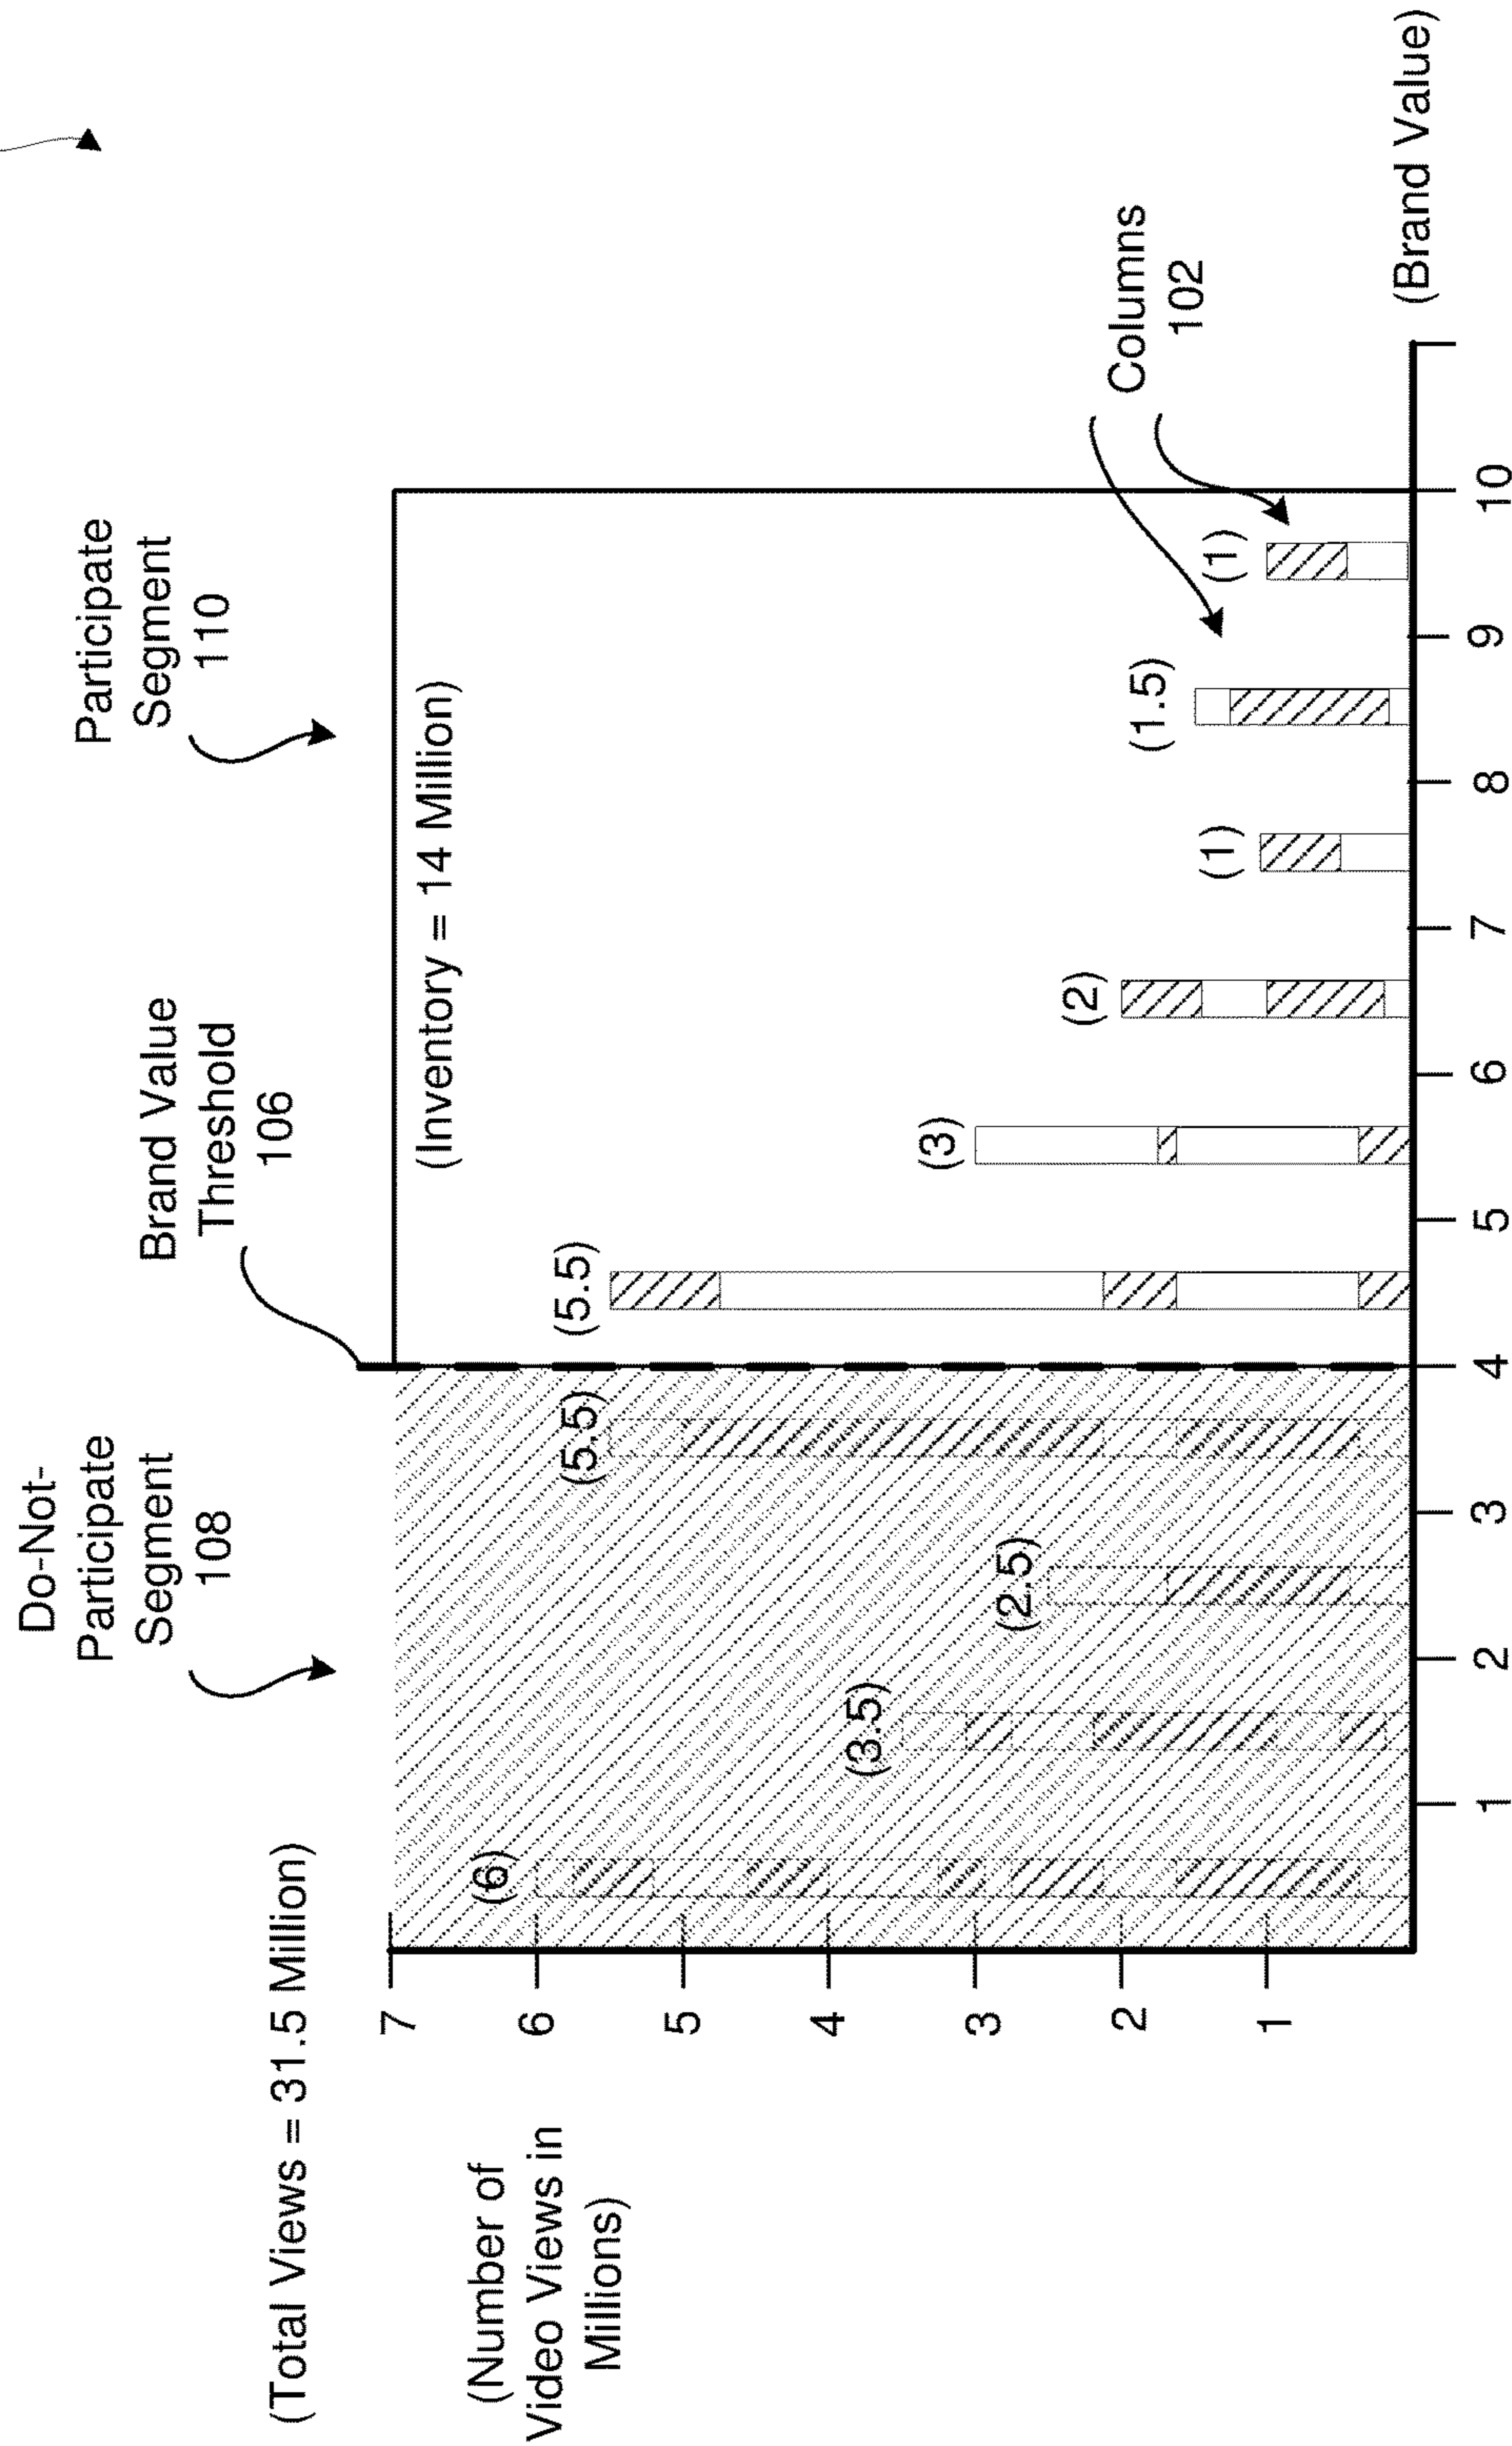 Do-Not-
Participate
Segment
108
Brand Value
Threshold
106
Participate
Segment
110
(Total Views = 31.5 Million)
(Inventory = 14 Million)
(Number of
Video Views in
Millions)
7
6
5
4
3
2
1
(6)
(3.5)
(2.5)
(5.5)
(5.5)
(3)
(2)
(1)
(1.5)
(1)
Columns
102
1
2
3
4
5
6
7
8
9
10
(Brand Value)